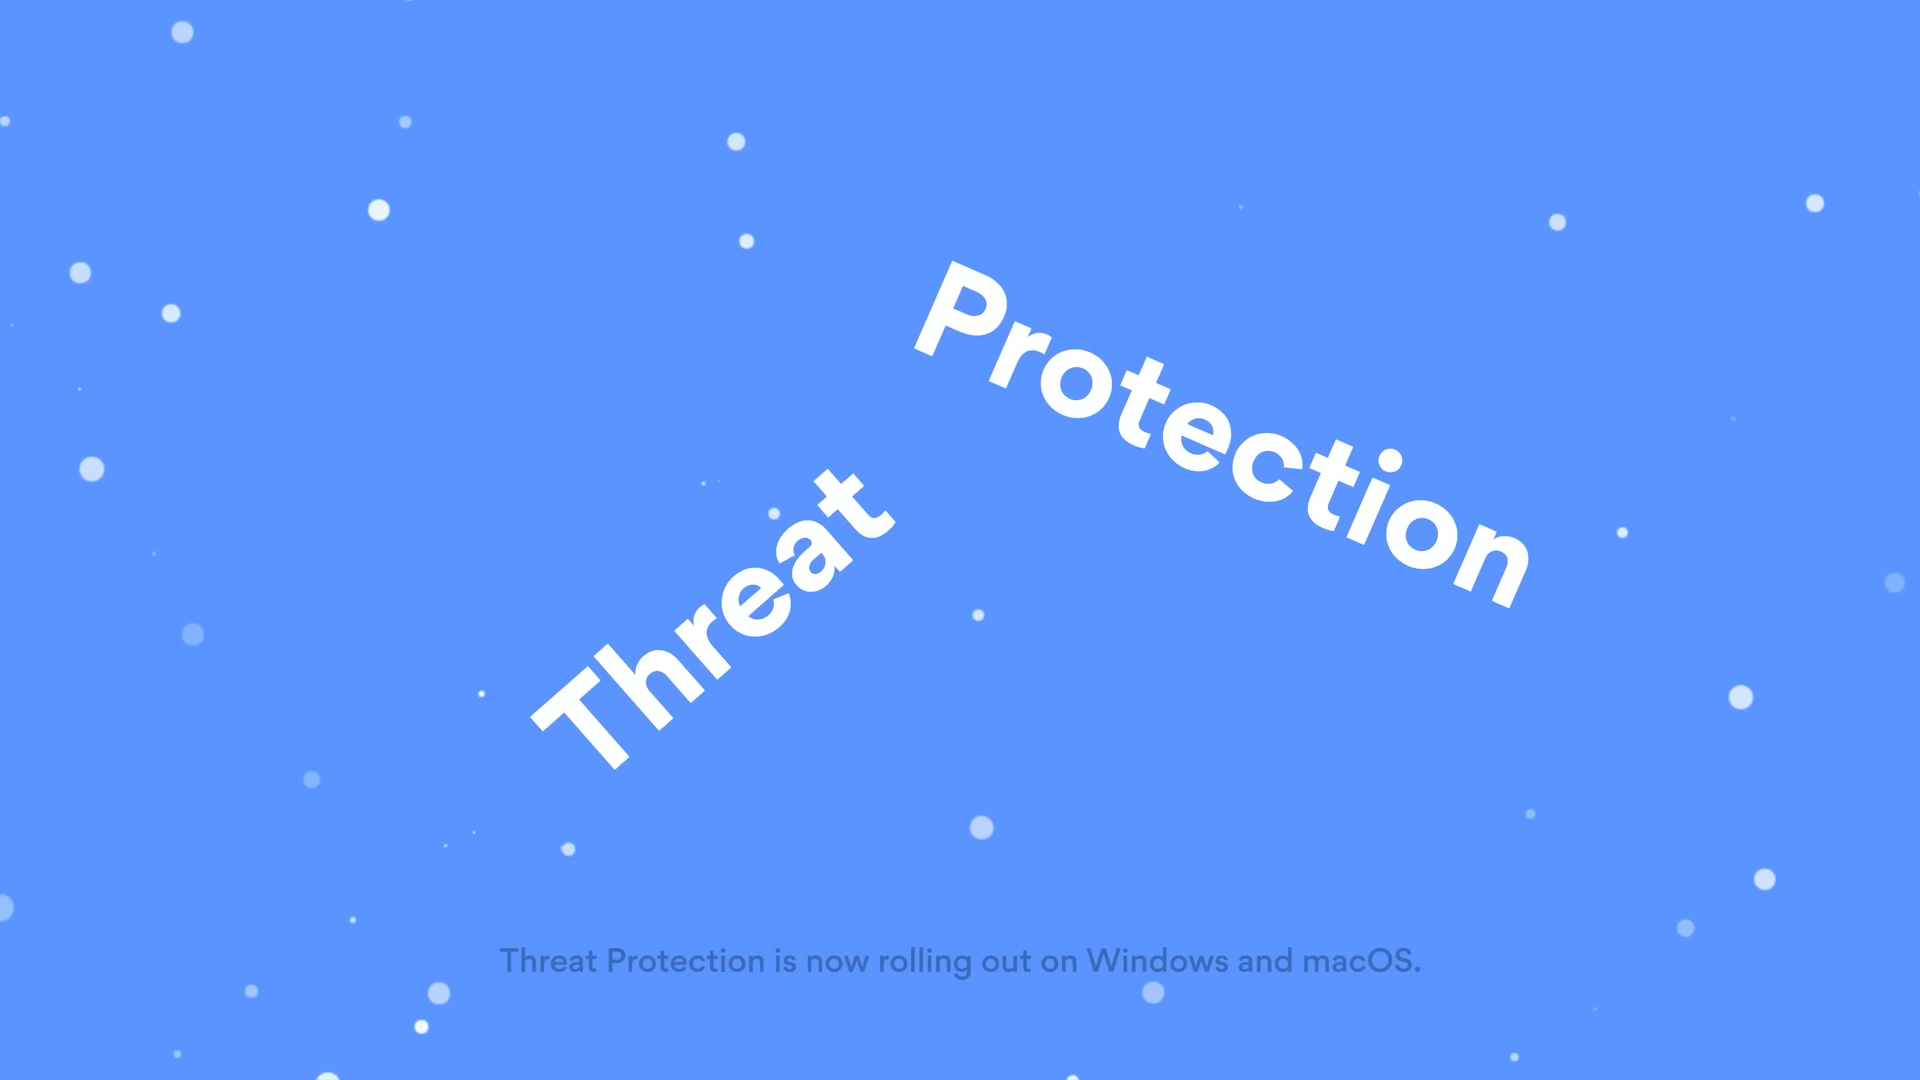 Threat
Protection
Threat Protection is now rolling out on Windows and macOS.